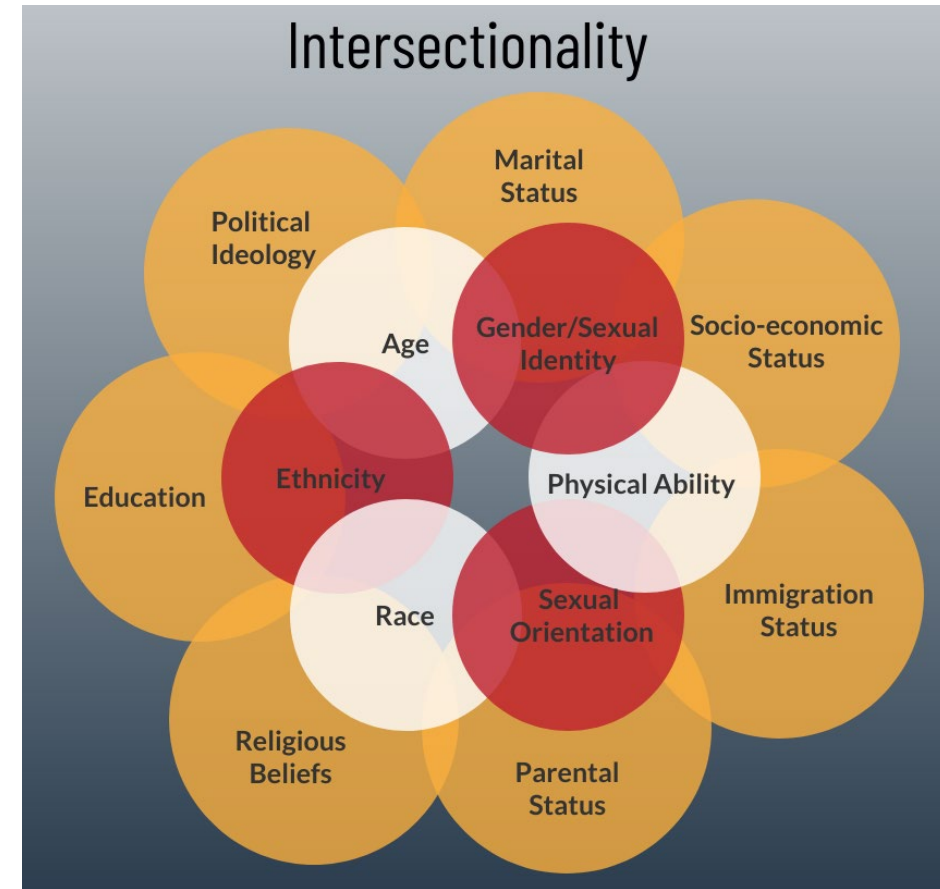 Intersectionality
Marital
Status
Political
Ideology
Age
Gender/Sexual
Identity
Socio-economic
Status
Education
Ethnicity
Physical Ability
Race
Sexual
Orientation
Immigration
Status
Religious
Beliefs
Parental
Status